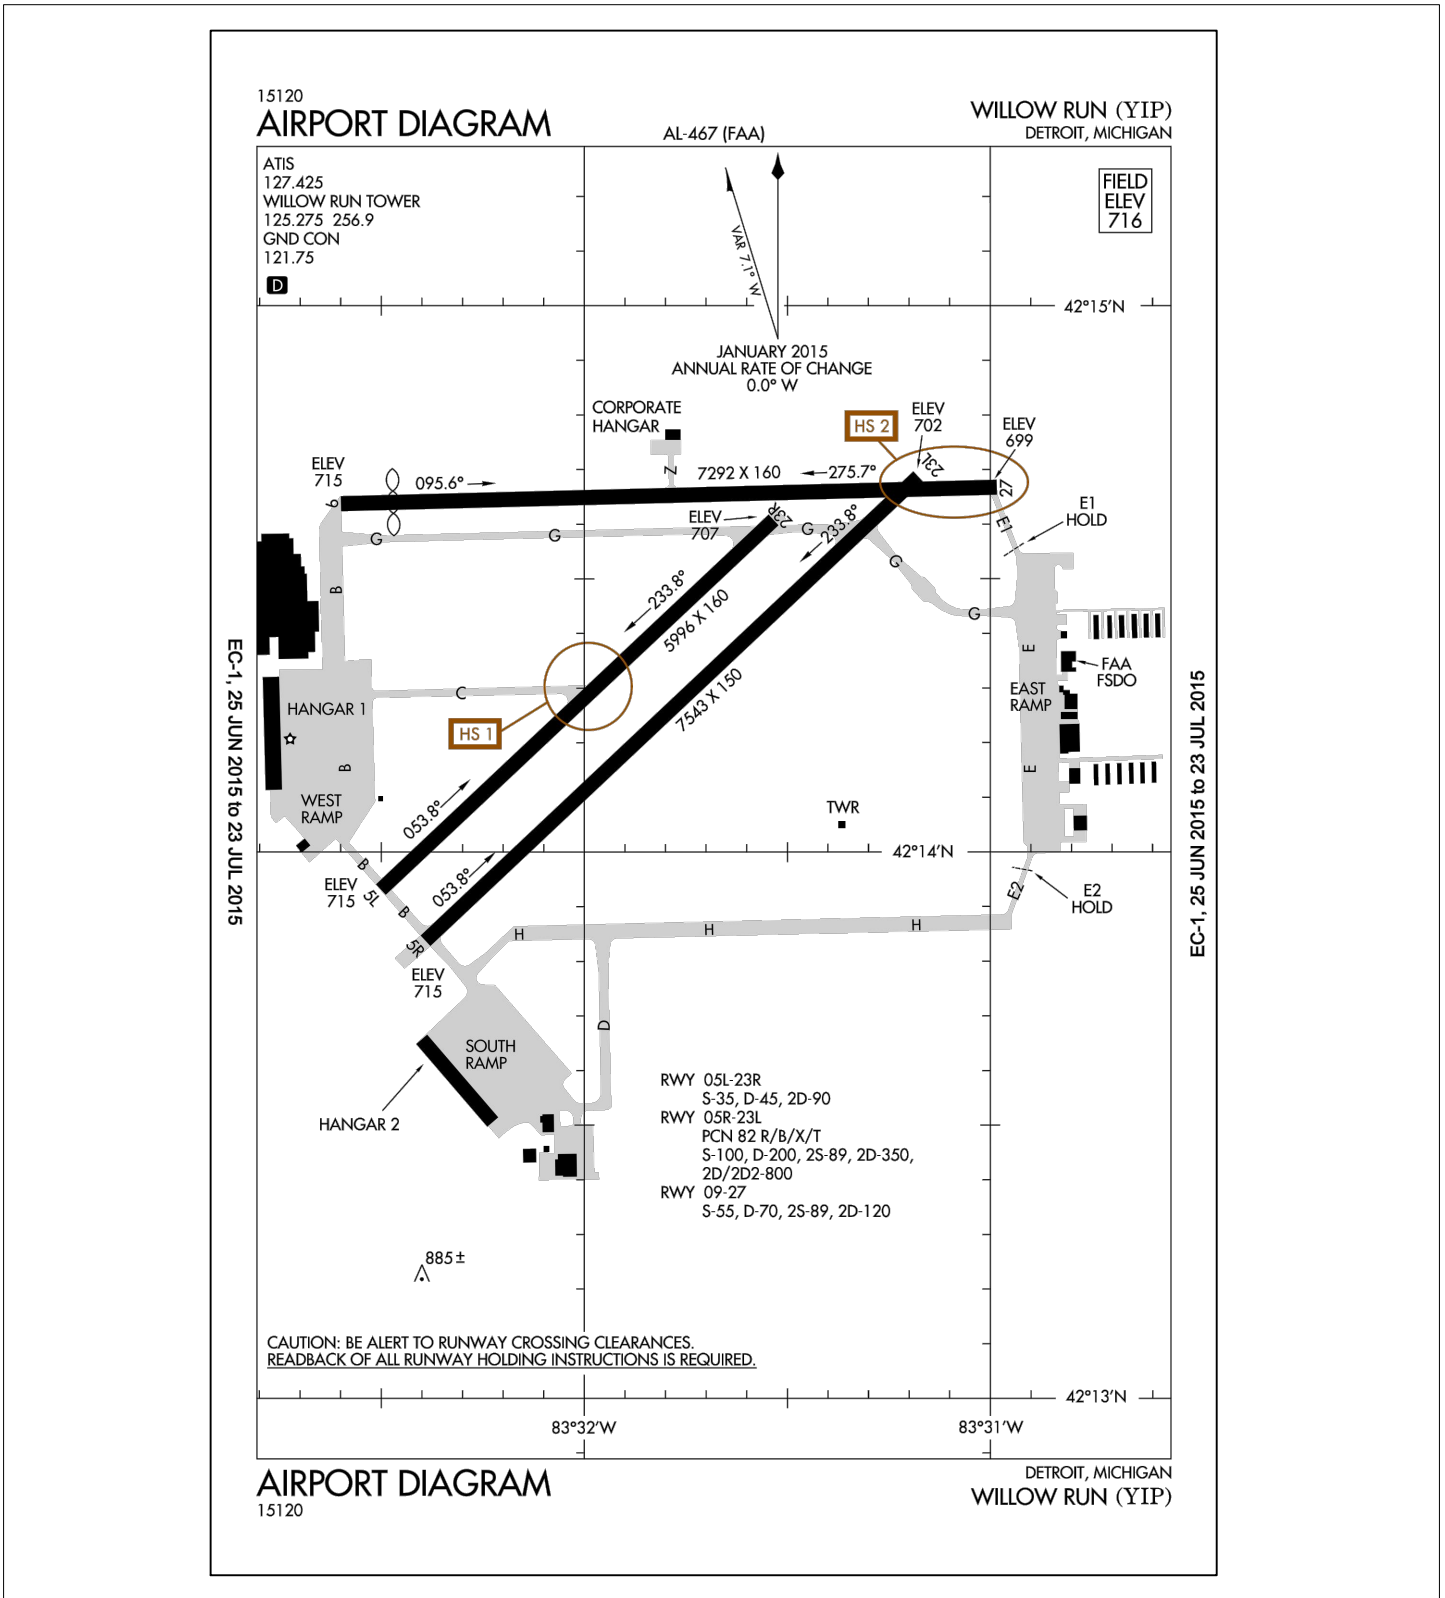 15120
AIRPORT DIAGRAM
AL-467 (FAA)
WILLOW RUN (YIP)
DETROIT, MICHIGAN
ATIS
127.425
WILLOW RUN TOWER
125.275 256.9
GND CON
121.75
D
FIELD
ELEV
716
VAR 7.1° W
42°15'N
JANUARY 2015
ANNUAL RATE OF CHANGE
0.0° W
CORPORATE
HANGAR
HS 2
ELEV
702
ELEV
699
ELEV
715
095.6°
Z
7292 X 160
275.7°
23L
27
9
ELEV
707
23R
G
G
G
233.8°
E1
E1
HOLD
G
G
B
233.8°
5996 X 160
E
FAA
FSDO
EAST
RAMP
C
7543 X 150
HS 1
HANGAR 1
B
E
WEST
RAMP
053.8°
TWR
42°14'N
B
ELEV
715
5L
B
053.8°
5R
E2
E2
HOLD
H
H
H
ELEV
715
D
SOUTH
RAMP
HANGAR 2
RWY 05L-23R
S-35, D-45, 2D-90
RWY 05R-23L
PCN 82 R/B/X/T
S-100, D-200, 2S-89, 2D-350,
2D/2D2-800
RWY 09-27
S-55, D-70, 2S-89, 2D-120
885±
CAUTION: BE ALERT TO RUNWAY CROSSING CLEARANCES.
READBACK OF ALL RUNWAY HOLDING INSTRUCTIONS IS REQUIRED.
42°13'N
83°32'W
83°31'W
EC-1, 25 JUN 2015 to 23 JUL 2015
EC-1, 25 JUN 2015 to 23 JUL 2015
AIRPORT DIAGRAM
15120
DETROIT, MICHIGAN
WILLOW RUN (YIP)